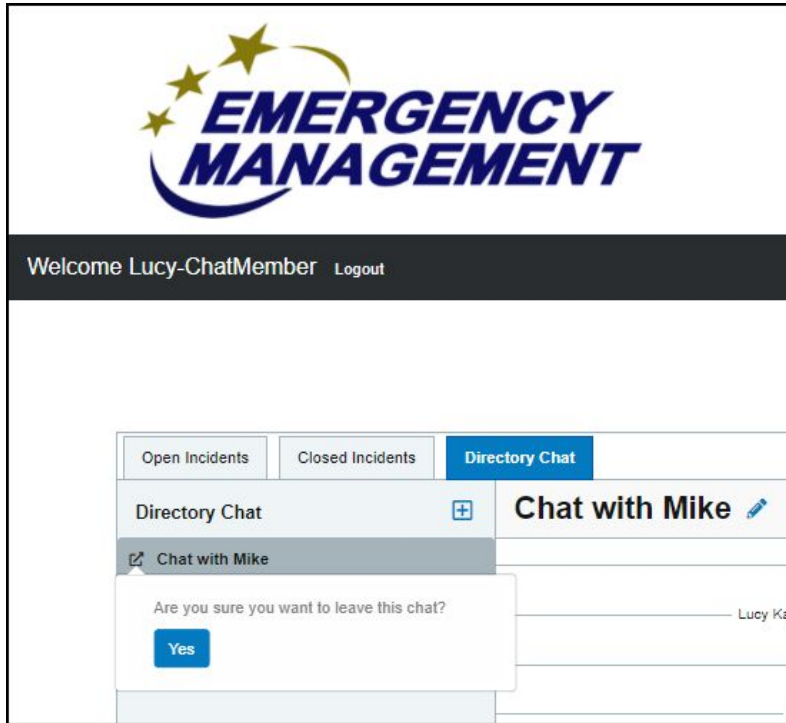 EMERGENCY
MANAGEMENT
Welcome Lucy-ChatMember Logout
Open Incidents Closed Incidents Directory Chat
Directory Chat
Chat with Mike
Chat with Mike
Are you sure you want to leave this chat?
Yes
Lucy